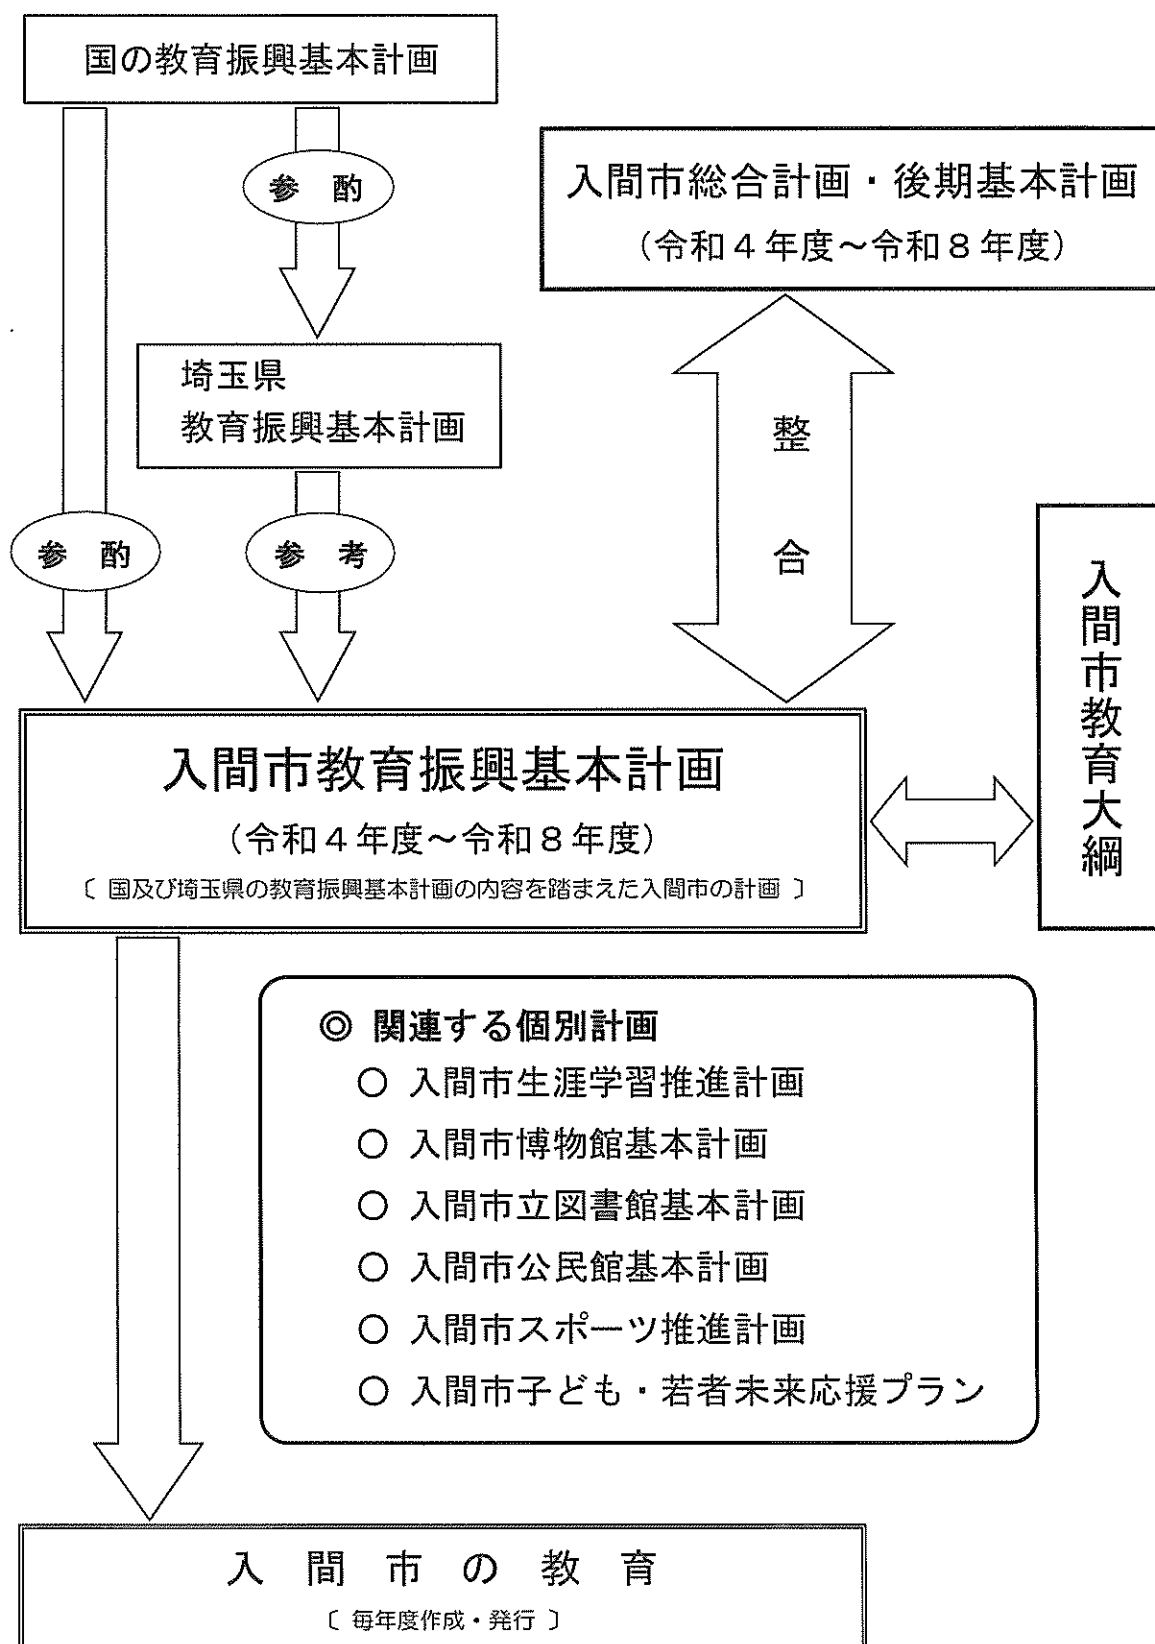 国の教育振興基本計画
参　酌
入間市総合計画・後期基本計画
（令和４年度～令和８年度）
埼玉県
教育振興基本計画
整
合
参　酌
参　考
入間市教育大綱
入間市教育振興基本計画
（令和４年度～令和８年度）
〔 国及び埼玉県の教育振興基本計画の内容を踏まえた入間市の計画 〕
◎ 関連する個別計画
○ 入間市生涯学習推進計画
○ 入間市博物館基本計画
○ 入間市立図書館基本計画
○ 入間市公民館基本計画
○ 入間市スポーツ推進計画
○ 入間市子ども・若者未来応援プラン
入　間　市　の　教　育
〔 毎年度作成・発行 〕